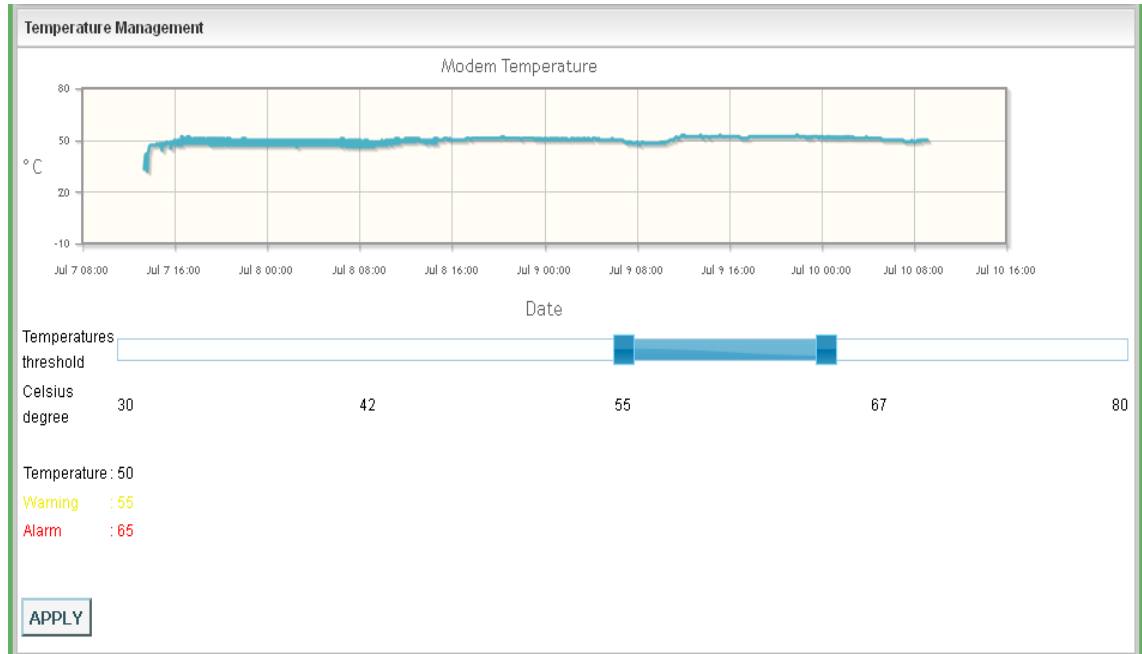 Temperature Management
Modem Temperature
80
50
° C
20
-10
Jul 7 08:00 Jul 7 16:00 Jul 8 00:00 Jul 8 08:00 Jul 8 16:00 Jul 9 00:00 Jul 9 08:00 Jul 9 16:00 Jul 10 00:00 Jul 10 08:00 Jul 10 16:00
Date
Temperatures
threshold
Celsius
degree
30 42 55 67 80
Temperature : 50
Warning : 55
Alarm : 65
APPLY